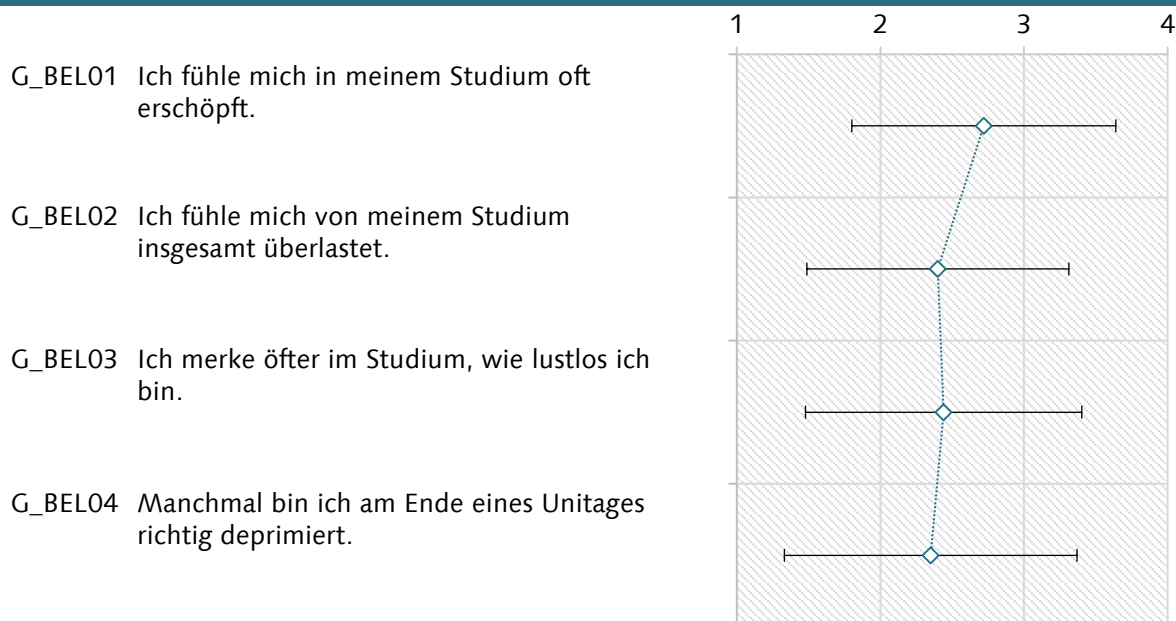 1 2 3 4
G_BEL01 Ich fühle mich in meinem Studium oft
erschöpft.
G_BEL02 Ich fühle mich von meinem Studium
insgesamt überlastet.
G_BEL03 Ich merke öfter im Studium, wie lustlos ich
bin.
G_BEL04 Manchmal bin ich am Ende eines Unitages
richtig deprimiert.